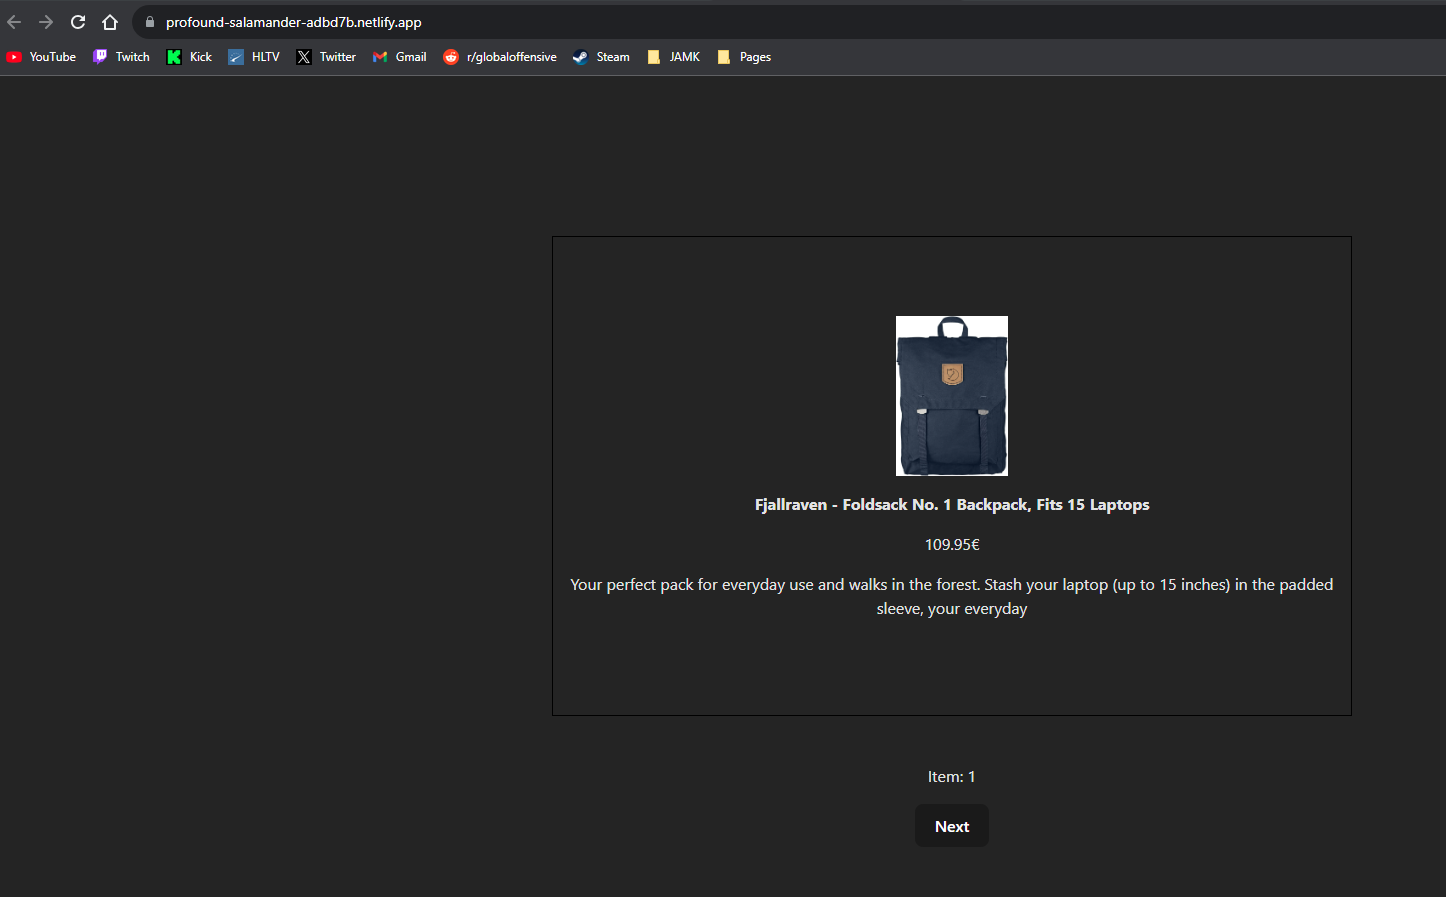 profound-salamander-adbd7b.netlify.app
YouTube Twitch Kick HLTV Twitter Gmail r/globaloffensive Steam JAMK Pages
Fjallraven - Foldsack No. 1 Backpack, Fits 15 Laptops
109.95€
Your perfect pack for everyday use and walks in the forest. Stash your laptop (up to 15 inches) in the padded
sleeve, your everyday
Item: 1
Next